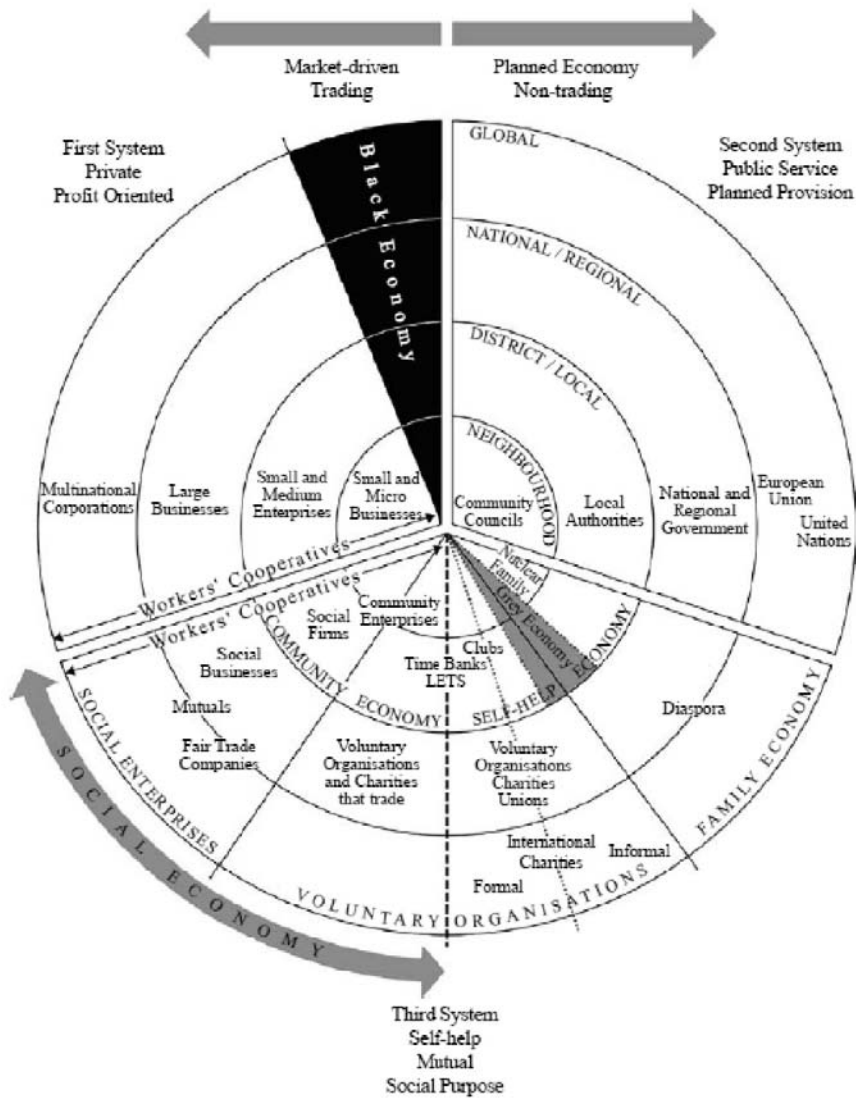 Market-driven
Trading
Planned Economy
Non-trading
First System
Private
Profit Oriented
Second System
Public Service
Planned Provision
Black Economy
GLOBAL
NATIONAL / REGIONAL
DISTRICT / LOCAL
NEIGHBOURHOOD
Multinational
Corporations
Large
Businesses
Small and
Medium
Enterprises
Small and
Micro
Businesses
Community
Councils
Local
Authorities
National and
Regional
Government
European
Union
United
Nations
Workers' Cooperatives
Workers' Cooperatives
Nuclear
Family
Grey Economy
Social
Firms
Community
Enterprises
Clubs
Time Banks
LETS
COMMUNITY
ECONOMY
SELF-HELP
ECONOMY
Social
Businesses
Mutuals
Fair Trade
Companies
Voluntary
Organisations
and Charities
that trade
Voluntary
Organisations
Charities
Unions
Diaspora
International
Charities
Informal
Formal
SOCIAL ENTERPRISES
VOLUNTARY ORGANISATIONS
FAMILY ECONOMY
SOCIAL ECONOMY
Third System
Self-help
Mutual
Social Purpose